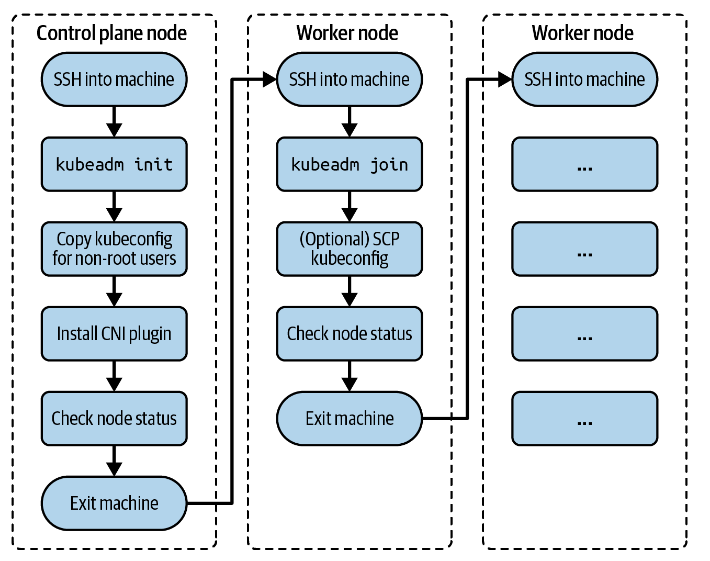 Control plane node
SSH into machine
kubeadm init
Copy kubeconfig
for non-root users
Install CNI plugin
Check node status
Exit machine
Worker node
SSH into machine
kubeadm join
(Optional) SCP
kubeconfig
Check node status
Exit machine
Worker node
SSH into machine
...
...
...
...